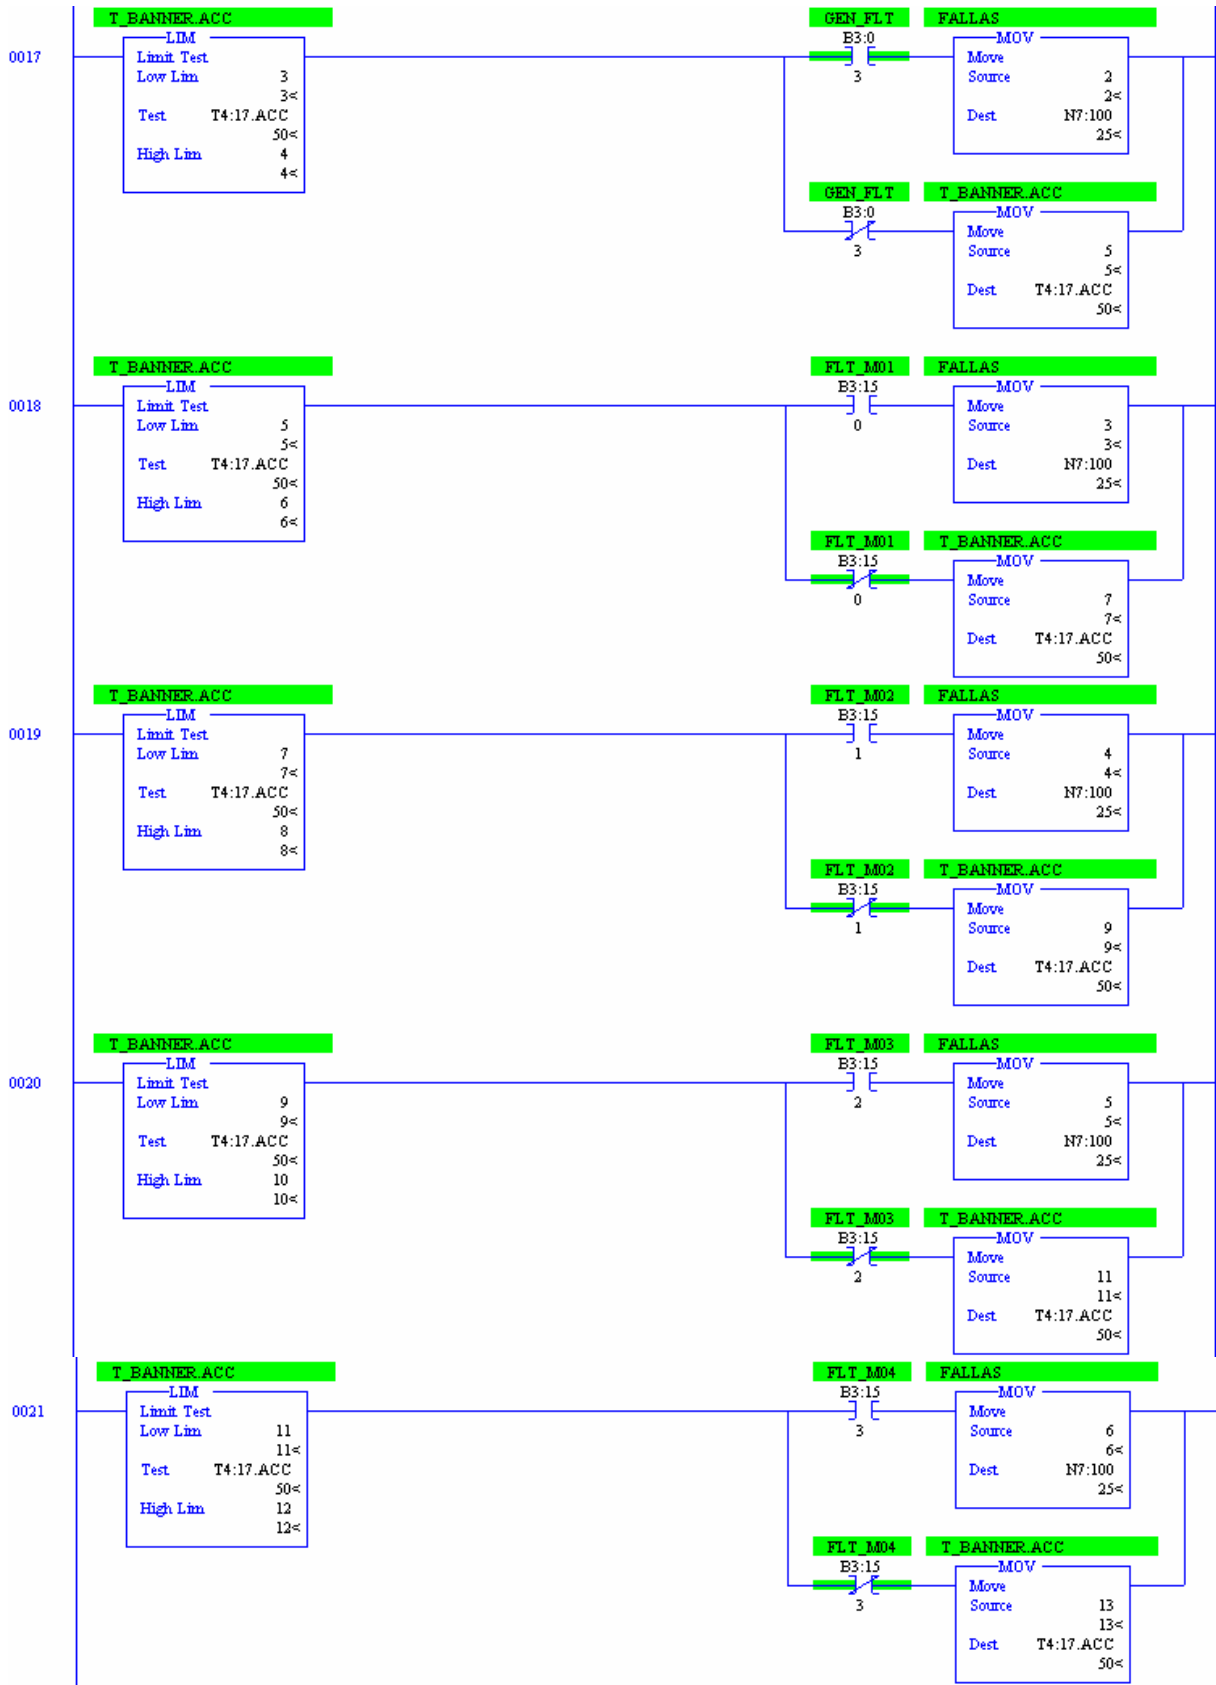 T_BANNER.ACC
LIM
0017
Limit Test
Low Lim 3
3<
Test T4:17.ACC
50<
High Lim 4
4<
GEN_FLT
B3:0
3
FALLAS
MOV
Move
Source 2
2<
Dest N7:100
25<
GEN_FLT
B3:0
3
T_BANNER.ACC
MOV
Move
Source 5
5<
Dest T4:17.ACC
50<
T_BANNER.ACC
LIM
0018
Limit Test
Low Lim 5
5<
Test T4:17.ACC
50<
High Lim 6
6<
FLT_M01
B3:15
0
FALLAS
MOV
Move
Source 3
3<
Dest N7:100
25<
FLT_M01
B3:15
0
T_BANNER.ACC
MOV
Move
Source 7
7<
Dest T4:17.ACC
50<
T_BANNER.ACC
LIM
0019
Limit Test
Low Lim 7
7<
Test T4:17.ACC
50<
High Lim 8
8<
FLT_M02
B3:15
1
FALLAS
MOV
Move
Source 4
4<
Dest N7:100
25<
FLT_M02
B3:15
1
T_BANNER.ACC
MOV
Move
Source 9
9<
Dest T4:17.ACC
50<
T_BANNER.ACC
LIM
0020
Limit Test
Low Lim 9
9<
Test T4:17.ACC
50<
High Lim 10
10<
FLT_M03
B3:15
2
FALLAS
MOV
Move
Source 5
5<
Dest N7:100
25<
FLT_M03
B3:15
2
T_BANNER.ACC
MOV
Move
Source 11
11<
Dest T4:17.ACC
50<
T_BANNER.ACC
LIM
0021
Limit Test
Low Lim 11
11<
Test T4:17.ACC
50<
High Lim 12
12<
FLT_M04
B3:15
3
FALLAS
MOV
Move
Source 6
6<
Dest N7:100
25<
FLT_M04
B3:15
3
T_BANNER.ACC
MOV
Move
Source 13
13<
Dest T4:17.ACC
50<